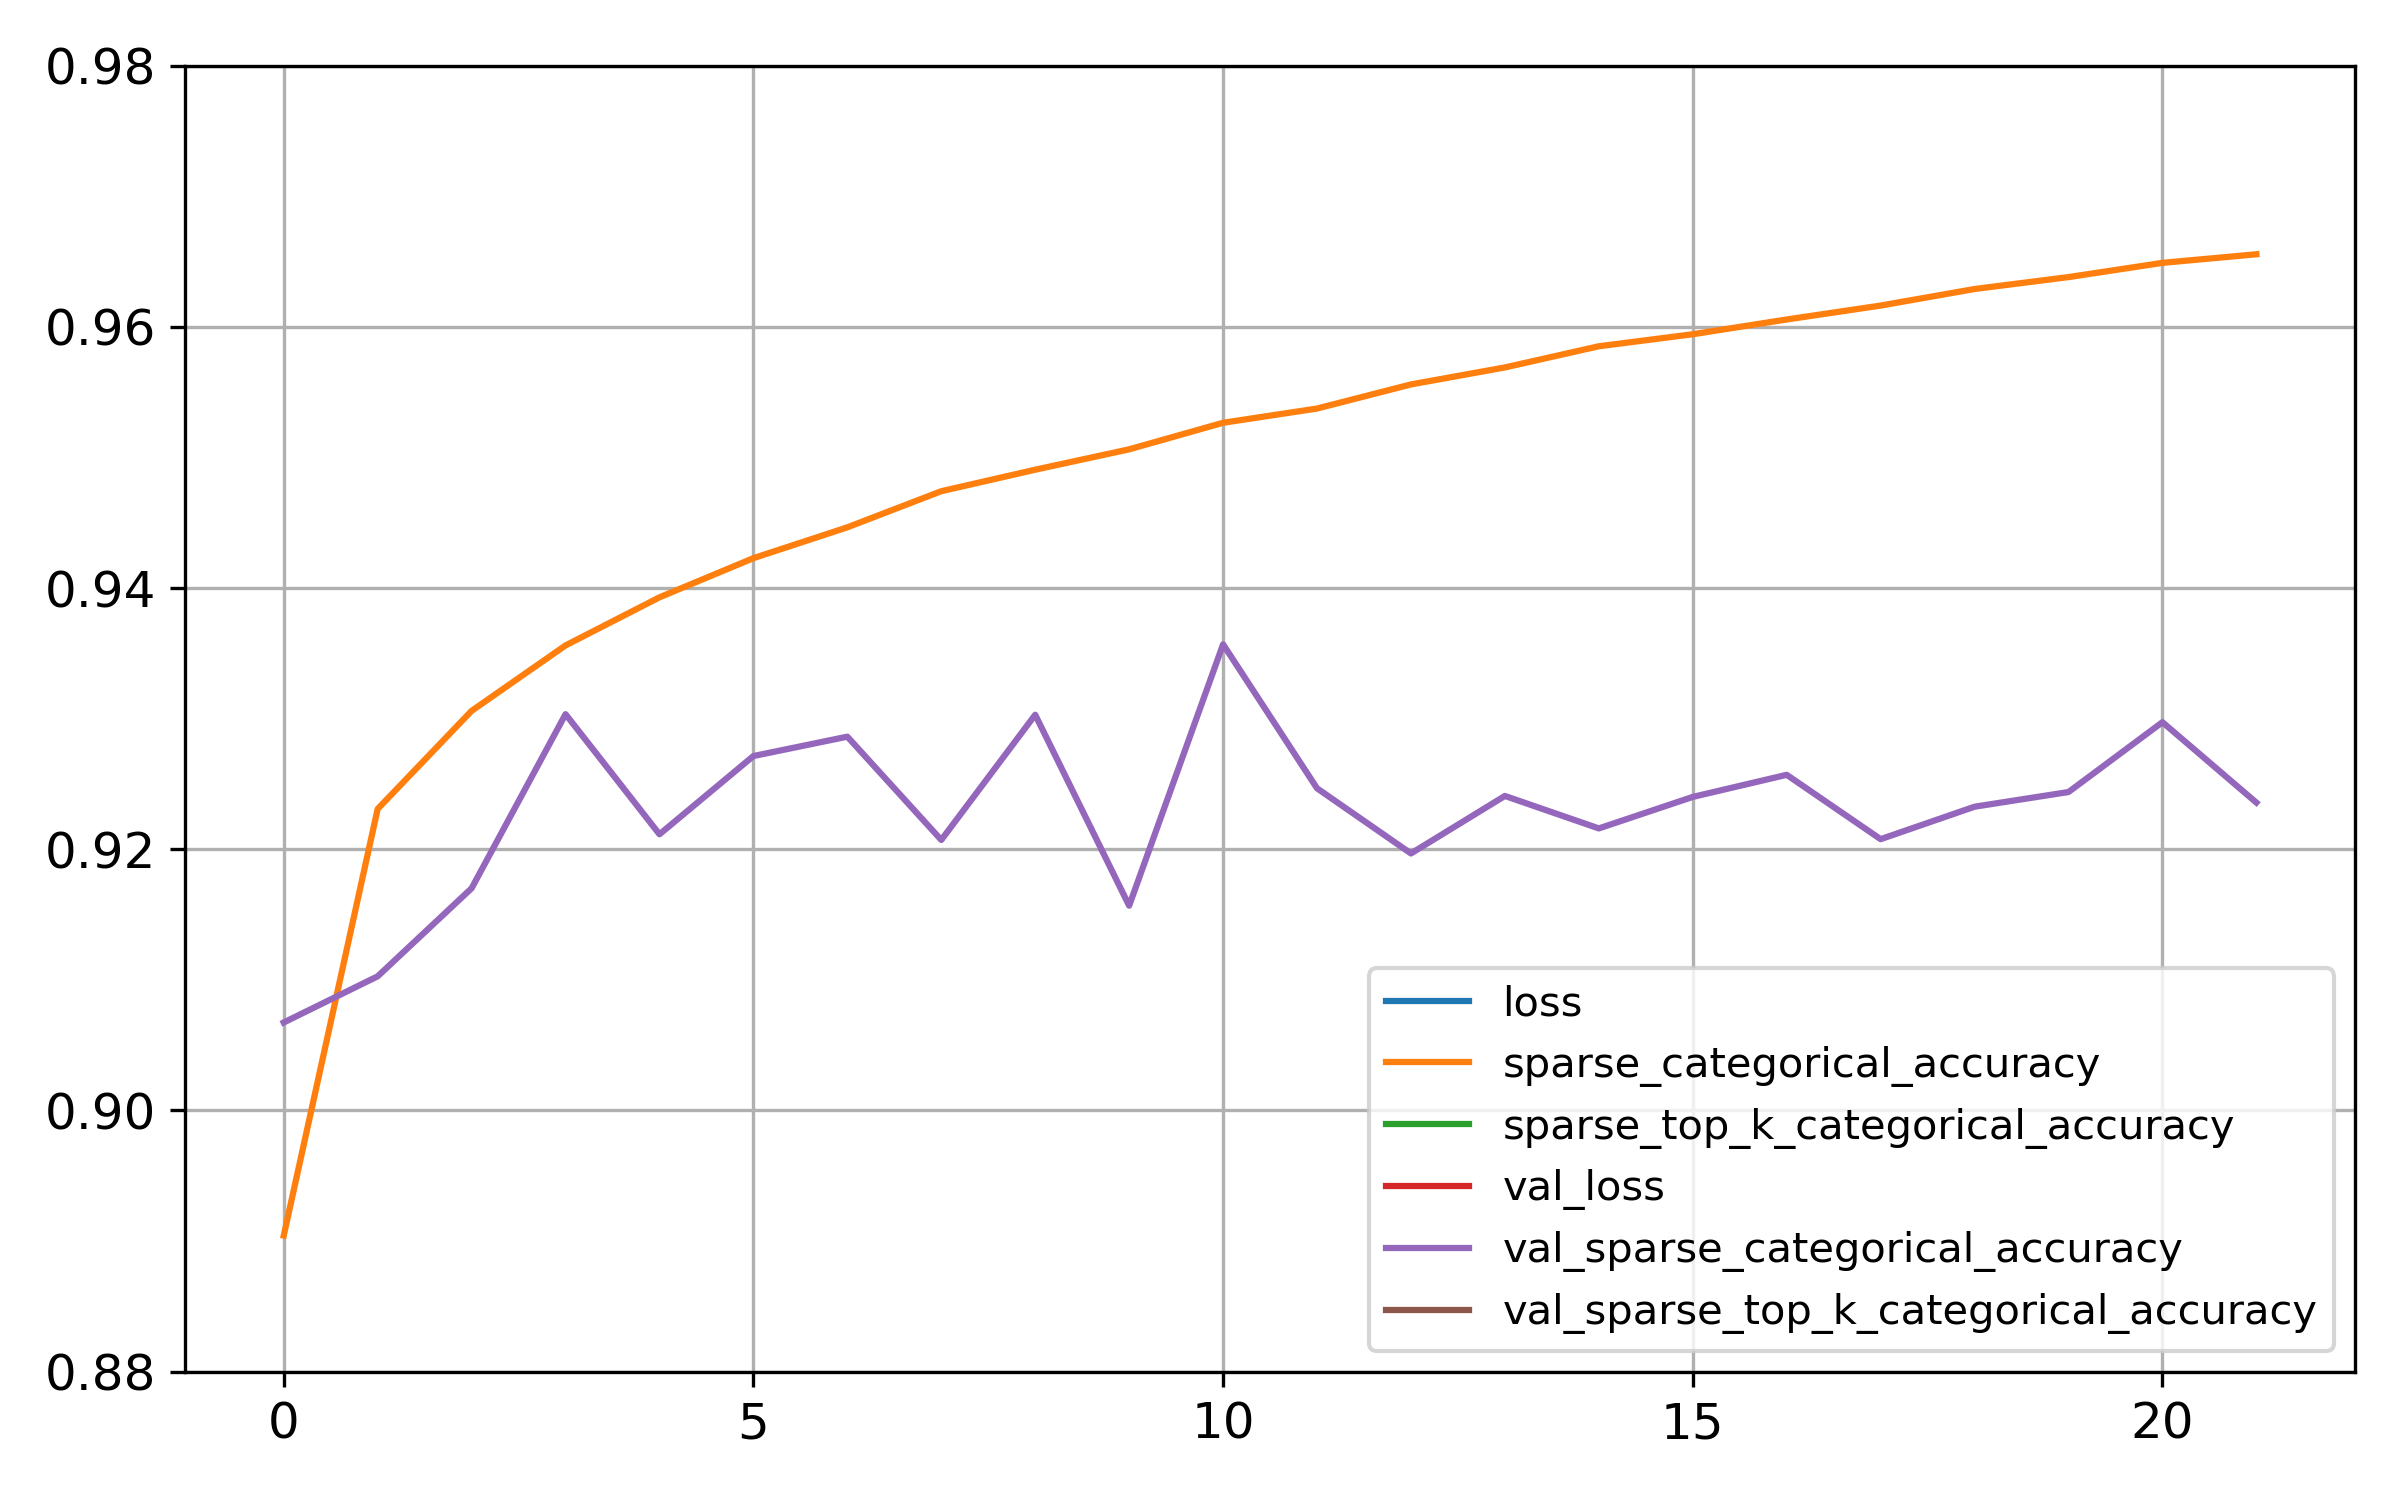 0.98
0.96
0.94
0.92
0.90
0.88
0 5 10 15 20
loss
sparse_categorical_accuracy
sparse_top_k_categorical_accuracy
val_loss
val_sparse_categorical_accuracy
val_sparse_top_k_categorical_accuracy